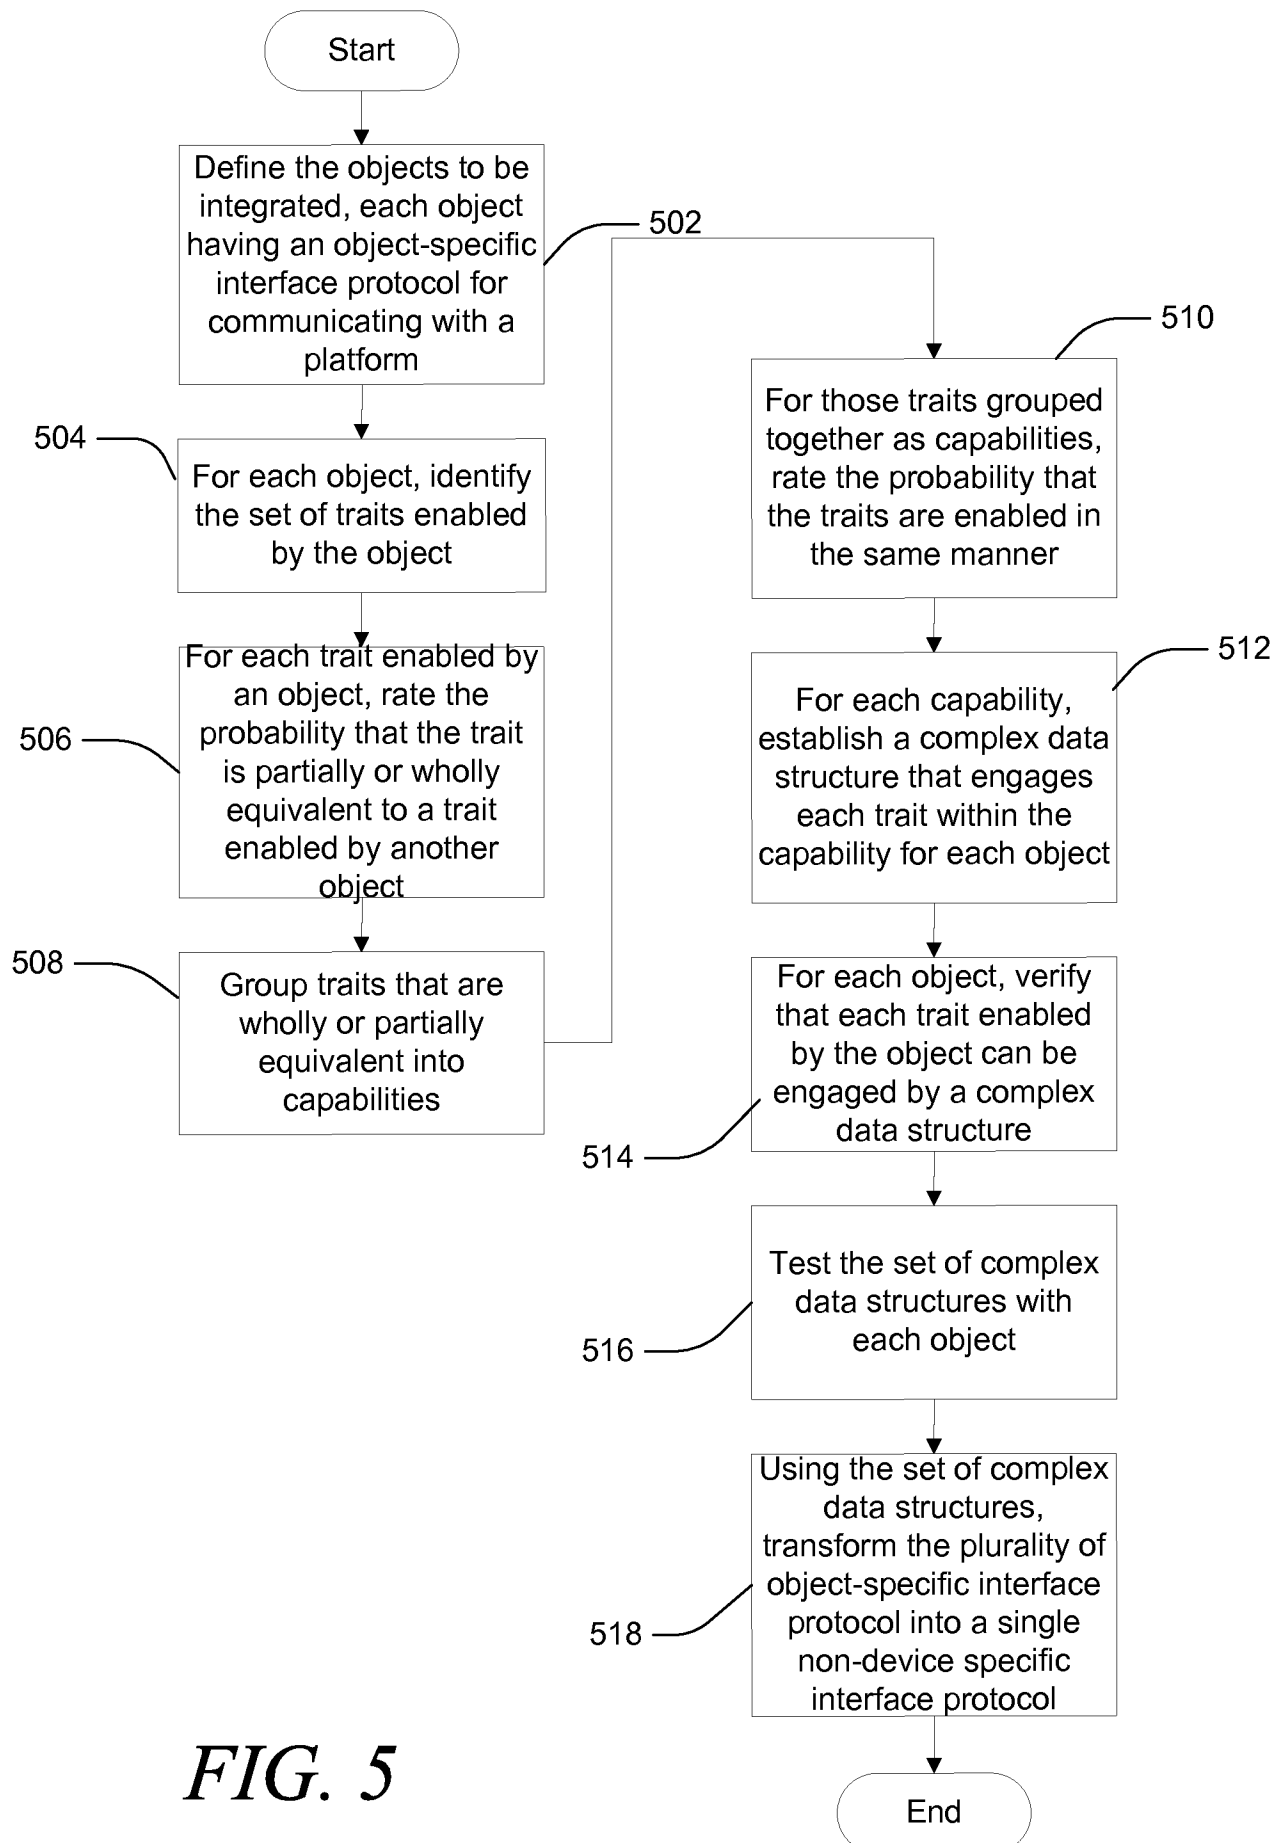 Start
Define the objects to be
integrated, each object
having an object-specific
interface protocol for
communicating with a
platform
502
504
For each object, identify
the set of traits enabled
by the object
506
For each trait enabled by
an object, rate the
probability that the trait
is partially or wholly
equivalent to a trait
enabled by another
object
508
Group traits that are
wholly or partially
equivalent into
capabilities
510
For those traits grouped
together as capabilities,
rate the probability that
the traits are enabled in
the same manner
512
For each capability,
establish a complex data
structure that engages
each trait within the
capability for each object
For each object, verify
that each trait enabled
by the object can be
engaged by a complex
data structure
514
Test the set of complex
data structures with
each object
516
Using the set of complex
data structures,
transform the plurality of
object-specific interface
protocol into a single
non-device specific
interface protocol
518
End
FIG. 5